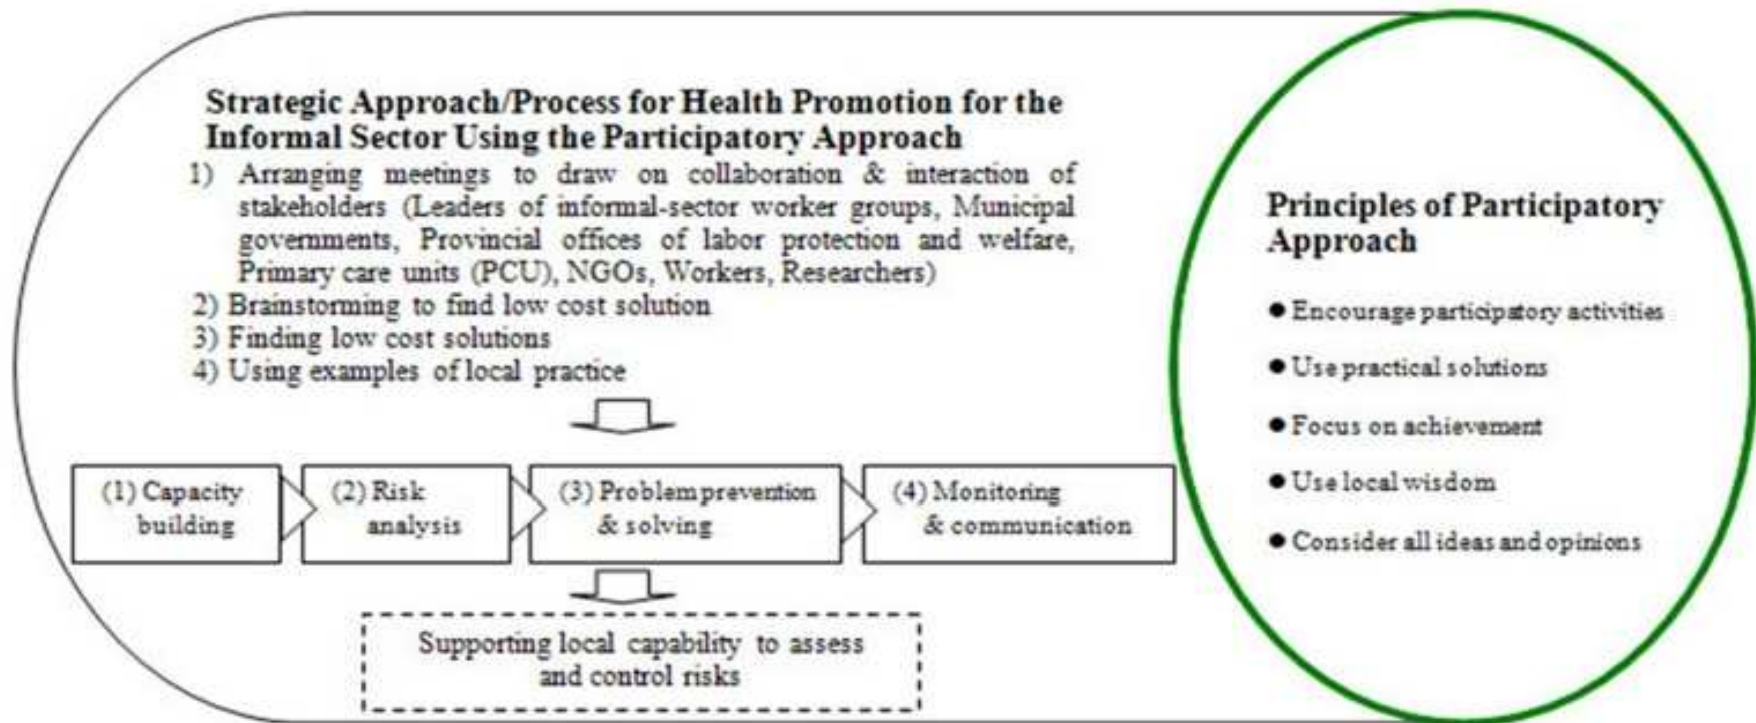 Strategic Approach/Process for Health Promotion for the
Informal Sector Using the Participatory Approach
1) Arranging meetings to draw on collaboration & interaction of
stakeholders (Leaders of informal-sector worker groups, Municipal
governments, Provincial offices of labor protection and welfare,
Primary care units (PCU), NGOs, Workers, Researchers)
2) Brainstorming to find low cost solution
3) Finding low cost solutions
4) Using examples of local practice
(1) Capacity
building
(2) Risk
analysis
(3) Problem prevention
& solving
(4) Monitoring
& communication
Supporting local capability to assess
and control risks
Principles of Participatory
Approach
● Encourage participatory activities
● Use practical solutions
● Focus on achievement
● Use local wisdom
● Consider all ideas and opinions